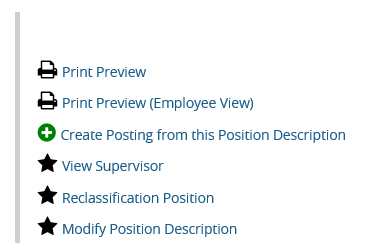 Print Preview
Print Preview (Employee View)
Create Posting from this Position Description
View Supervisor
Reclassification Position
Modify Position Description